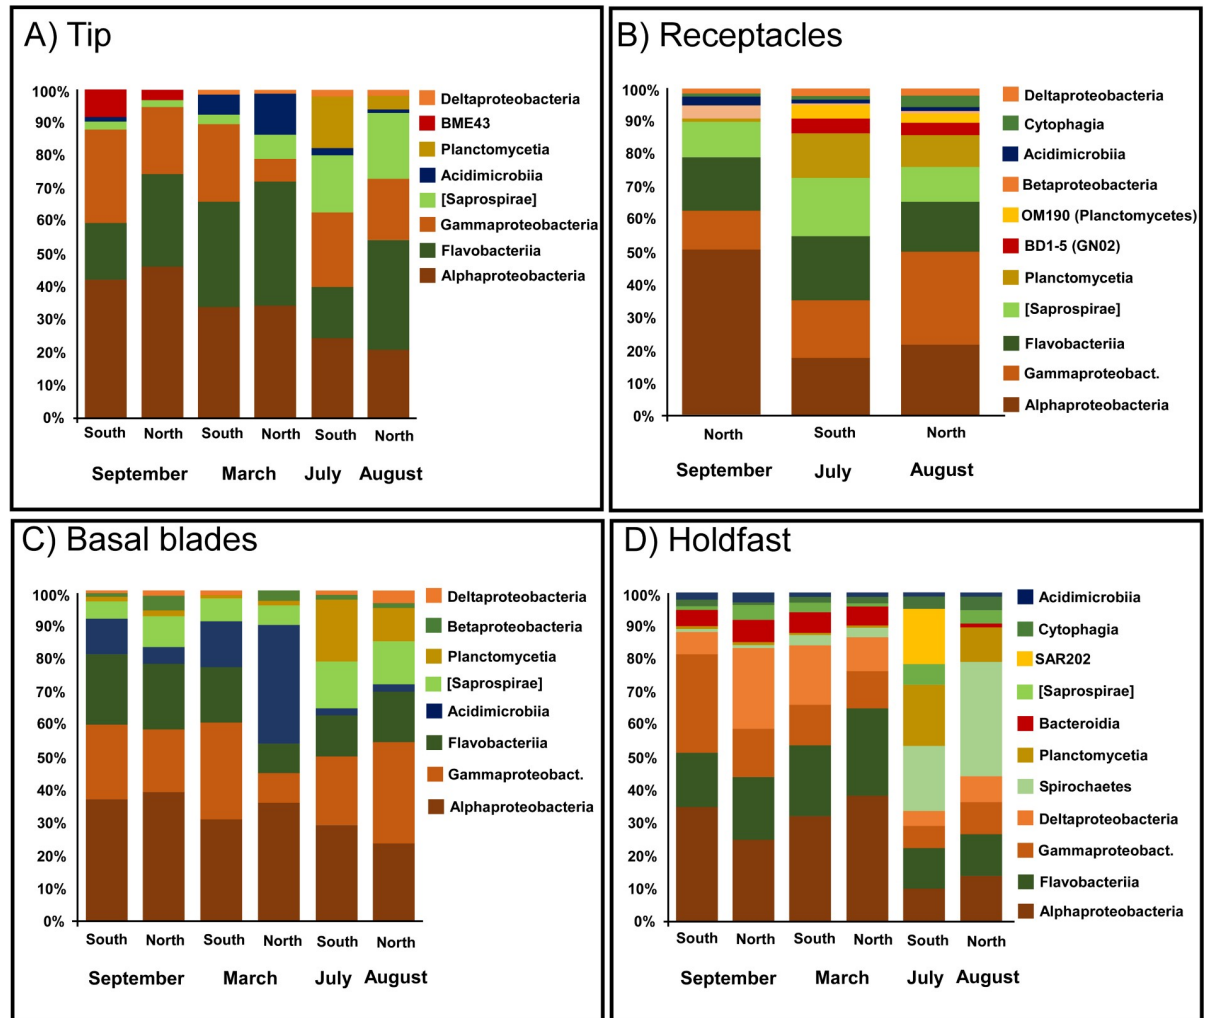 A) Tip
100%
90%
80%
70%
60%
50%
40%
30%
20%
10%
0%
South North South North South North
September March July August
Deltaproteobacteria
BME43
Planctomycetia
Acidimicrobiia
[Saprospirae]
Gammaproteobacteria
Flavobacteriia
Alphaproteobacteria
B) Receptacles
100%
90%
80%
70%
60%
50%
40%
30%
20%
10%
0%
North South North
September July August
Deltaproteobacteria
Cytophagia
Acidimicrobiia
Betaproteobacteria
OM190 (Planctomycetes)
BD1-5 (GN02)
Planctomycetia
[Saprospirae]
Flavobacteriia
Gammaproteobact.
Alphaproteobacteria
C) Basal blades
100%
90%
80%
70%
60%
50%
40%
30%
20%
10%
0%
South North South North South North
September March July August
Deltaproteobacteria
Betaproteobacteria
Planctomycetia
[Saprospirae]
Acidimicrobiia
Flavobacteriia
Gammaproteobact.
Alphaproteobacteria
D) Holdfast
100%
90%
80%
70%
60%
50%
40%
30%
20%
10%
0%
South North South North South North
September March July August
Acidimicrobiia
Cytophagia
SAR202
[Saprospirae]
Bacteroidia
Planctomycetia
Spirochaetes
Deltaproteobacteria
Gammaproteobact.
Flavobacteriia
Alphaproteobacteria